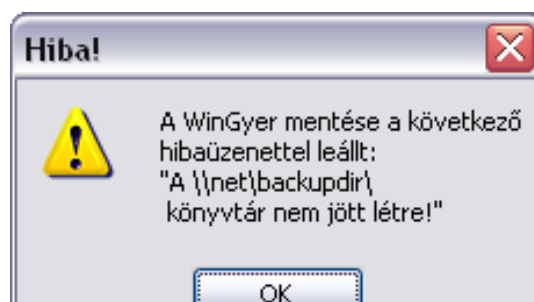 Hiba!
A WinGyer mentése a következő
hibaüzenettel leállt:
"A \\net\backupdir\
könyvtár nem jött létre!"
OK